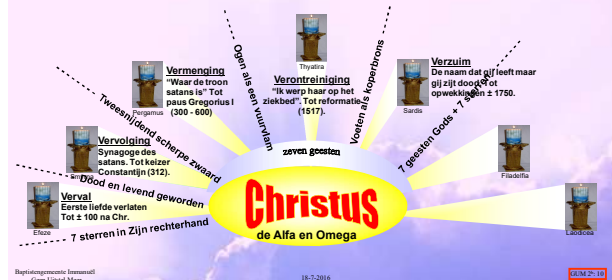 Ogen als een vuurvlam
Thyatira
Verontreiniging
"Ik werp haar op het
ziekbed". Tot reformatie
(1517).
Voeten als koperbrons
Verzuim
De naam dat gij leeft maar
gij zijt dood. Tot
opwekkingen ± 1750.
Sardis
7 geesten Gods + 7 sterren
Vermenging
"Waar de troon
satans is" Tot
paus Gregorius I
(300 - 600)
Pergamus
Tweesnijdend scherpe zwaard
Vervolging
Synagoge des
satans. Tot keizer
Constantijn (312).
Dood en levend geworden
Verval
Eerste liefde verlaten
Tot ± 100 na Chr.
Efeze
7 sterren in Zijn rechterhand
zeven geesten
Christus
de Alfa en Omega
Filadelfia
Laodicea
Baptistengemeente Immanuël
18-7-2016